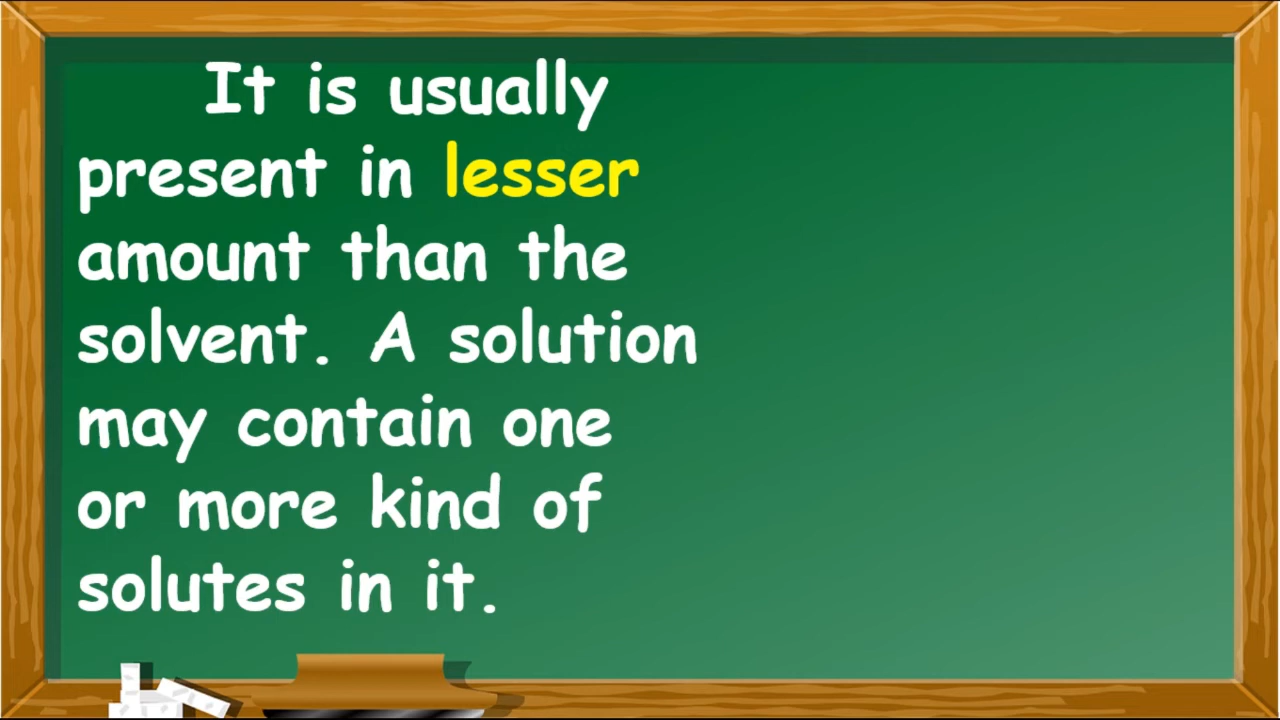 It is usually
present in lesser
amount than the
solvent. A solution
may contain one
or more kind of
solutes in it.